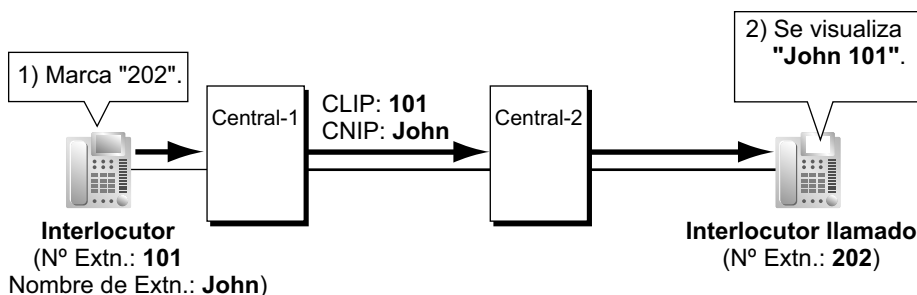 1) Marca "202".
2) Se visualiza
"John 101".
Central-1
CLIP: 101
CNIP: John
Central-2
Interlocutor
(Nº Extn.: 101
Nombre de Extn.: John)
Interlocutor llamado
(Nº Extn.: 202)